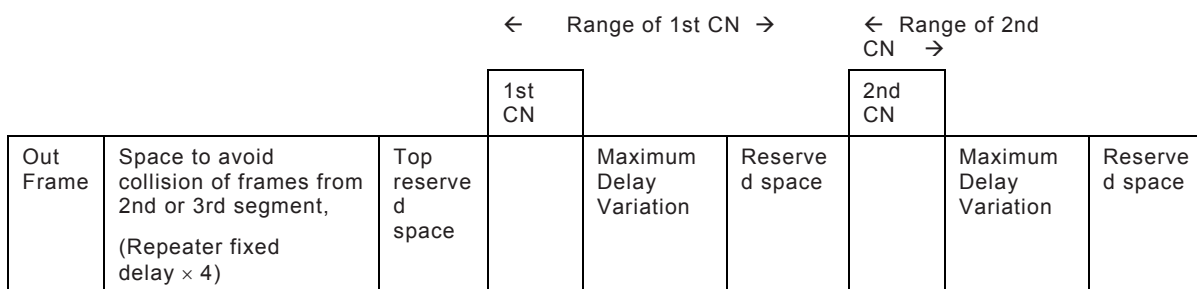 ← Range of 1st CN →
← Range of 2nd
CN →
1st
CN
2nd
CN
Out
Frame
Space to avoid
collision of frames from
2nd or 3rd segment,
(Repeater fixed
delay × 4)
Top
reserve
d
space
Maximum
Delay
Variation
Reserve
d space
Maximum
Delay
Variation
Reserve
d space